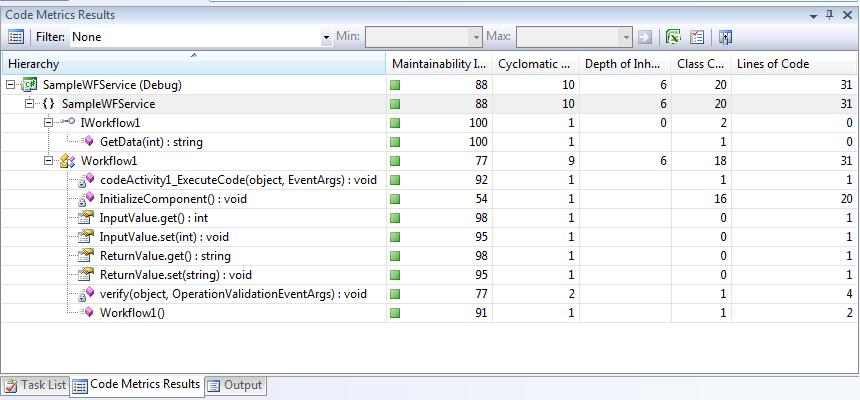 Code Metrics Results
Filter: None Min: Max:
Hierarchy Maintainability I... Cyclomatic ... Depth of Inh... Class C... Lines of Code
SampleWFService (Debug) 88 10 6 20 31
{} SampleWFService 88 10 6 20 31
IWorkflow1 100 1 0 2 0
GetData(int) : string 100 1 1 0
Workflow1 77 9 6 18 31
codeActivity1_ExecuteCode(object, EventArgs) : void 92 1 1 1
InitializeComponent() : void 54 1 16 20
InputValue.get() : int 98 1 0 1
InputValue.set(int) : void 95 1 0 1
ReturnValue.get() : string 98 1 0 1
ReturnValue.set(string) : void 95 1 0 1
verify(object, OperationValidationEventArgs) : void 77 2 1 4
Workflow1() 91 1 1 2
Task List Code Metrics Results Output